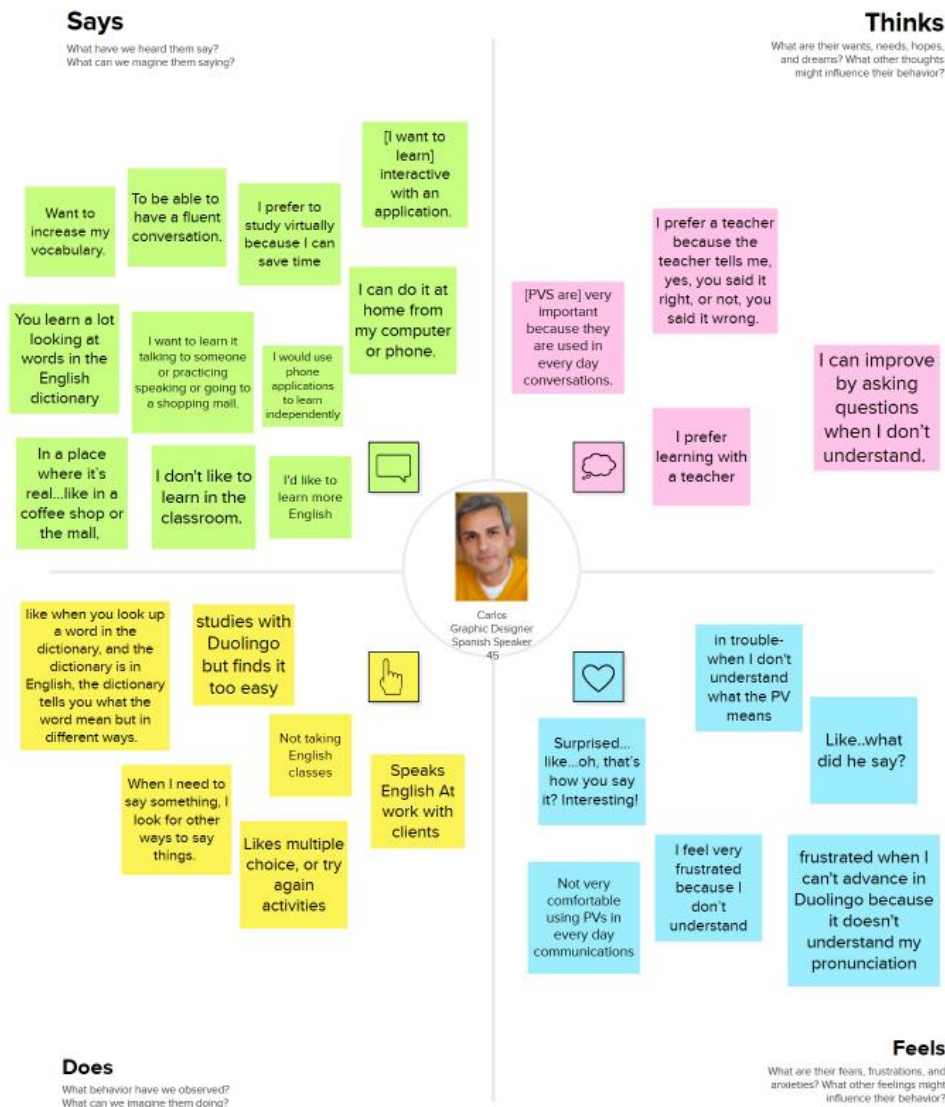 Says
What have we heard them say?
What can we magine them saying?
Thinks
What are their wants, needs, hopes,
and dreams? What other thoughts
might influence their behavior?
[I want to
learn]
interactive
with an
application.
Want to
increase my
vocabulary.
To be able to
have a fluent
conversation.
I prefer to
study virtually
because I can
save time
I can do it at
home from
my computer
or phone.
You learn a lot
looking at
words in the
English
dictionary
I want to learn it
talking to someone
or practicing
speaking or going to
a shopping mall.
I would use
phone
applications
to learn
independently
In a place
where it's
real...like in a
coffee shop or
the mall,
I don't like to
learn in the
classroom.
I'd like to
learn more
English
I prefer a teacher
because the
teacher tells me,
yes, you said it
right, or not, you
said it wrong.
[PVS are] very
important
because they
are used in
every day
conversations.
I can improve
by asking
questions
when I don't
understand.
I prefer
learning with
a teacher
Carlos
Graphic Designer
Spanish Speaker
45
like when you look up
a word in the
dictionary, and the
dictionary is in
English, the dictionary
tells you what the
word mean but in
different ways.
studies with
Duolingo
but finds it
too easy
Not taking
English
classes
When I need to
say something, I
look for other
ways to say
things.
Speaks
English At
work with
clients
Likes multiple
choice, or try
again
activities
in trouble-
when I don't
understand
what the PV
means
Surprised...
like...oh, that's
how you say
it? Interesting!
Like..what
did he say?
Not very
comfortable
using PVs in
every day
communications
I feel very
frustrated
because I
don't
understand
frustrated when I
can't advance in
Duolingo because
it doesn't
understand my
pronunciation
Does
What behavior have we observed?
What can we imagine them doing?
Feels
What are their fears, frustrations, and
anxieties? What other feelings might
influence their behavior?